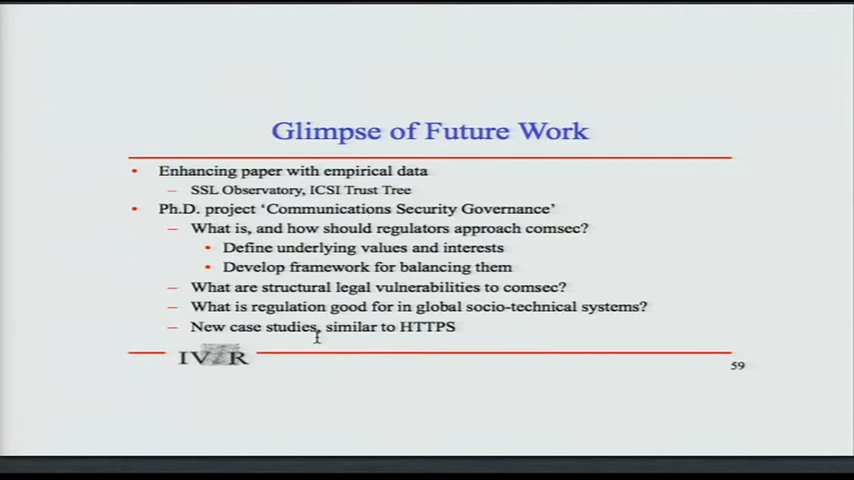 Glimpse of Future Work
• Enhancing paper with empirical data
– SSL Observatory, ICSI Trust Tree
• Ph.D. project ‘Communications Security Governance’
– What is, and how should regulators approach comsec?
• Define underlying values and interests
• Develop framework for balancing them
– What are structural legal vulnerabilities to comsec?
– What is regulation good for in global socio-technical systems?
– New case studies, similar to HTTPS
IViR
59